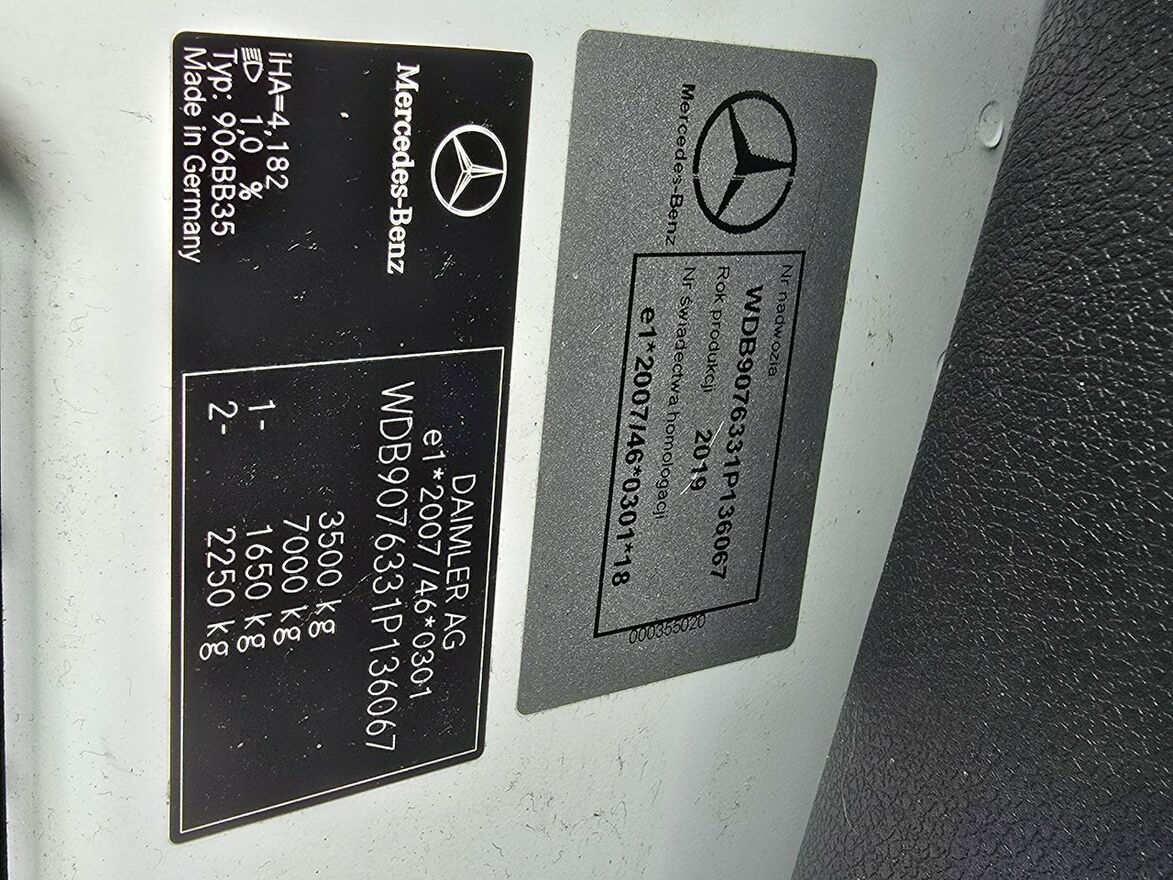 Mercedes-Benz
Nr nadwozia
WDB9076331P136067
Rok produkcji 2019
Nr świadectwa homologacji
e1*2007/46*0301*18
000355020
Mercedes-Benz
iHA=4,182
1,0 %
Typ: 906BB35
Made in Germany
DAIMLER AG
e1*2007/46*0301
WDB9076331P136067
3500 kg
7000 kg
1- 1650 kg
2- 2250 kg